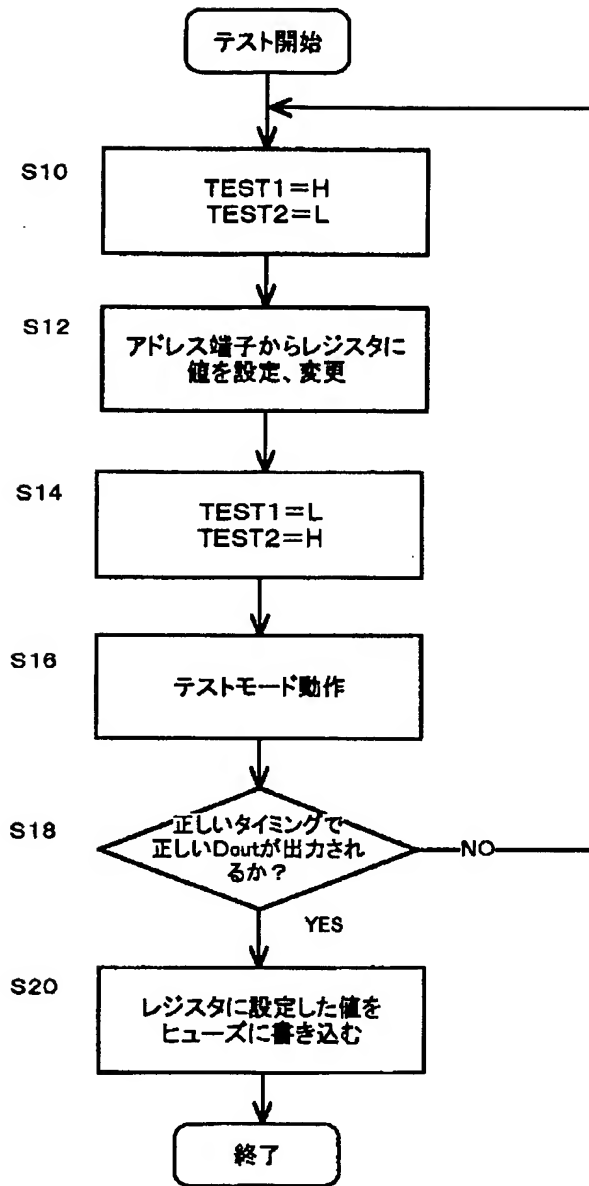 テスト開始
S10
TEST1=H
TEST2=L
S12
アドレス端子からレジスタに
値を設定、変更
S14
TEST1=L
TEST2=H
S16
テストモード動作
S18
正しいタイミングで
正しいDoutが出力され
るか？
NO
YES
S20
レジスタに設定した値を
ヒューズに書き込む
終了